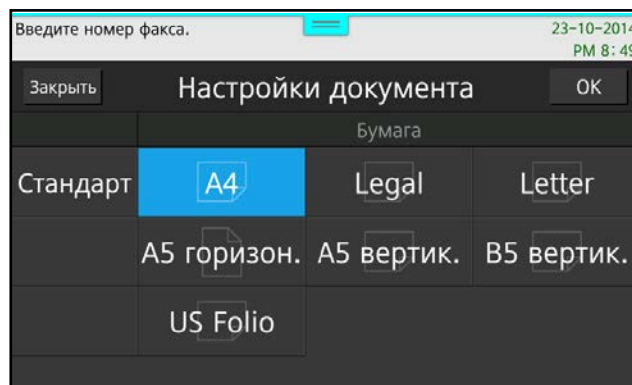 Введите номер факса.
23-10-2014
PM 8:49
Закрыть Настройки документа OK
Бумага
Стандарт A4 Legal Letter
A5 горизон. A5 вертик. B5 вертик.
US Folio